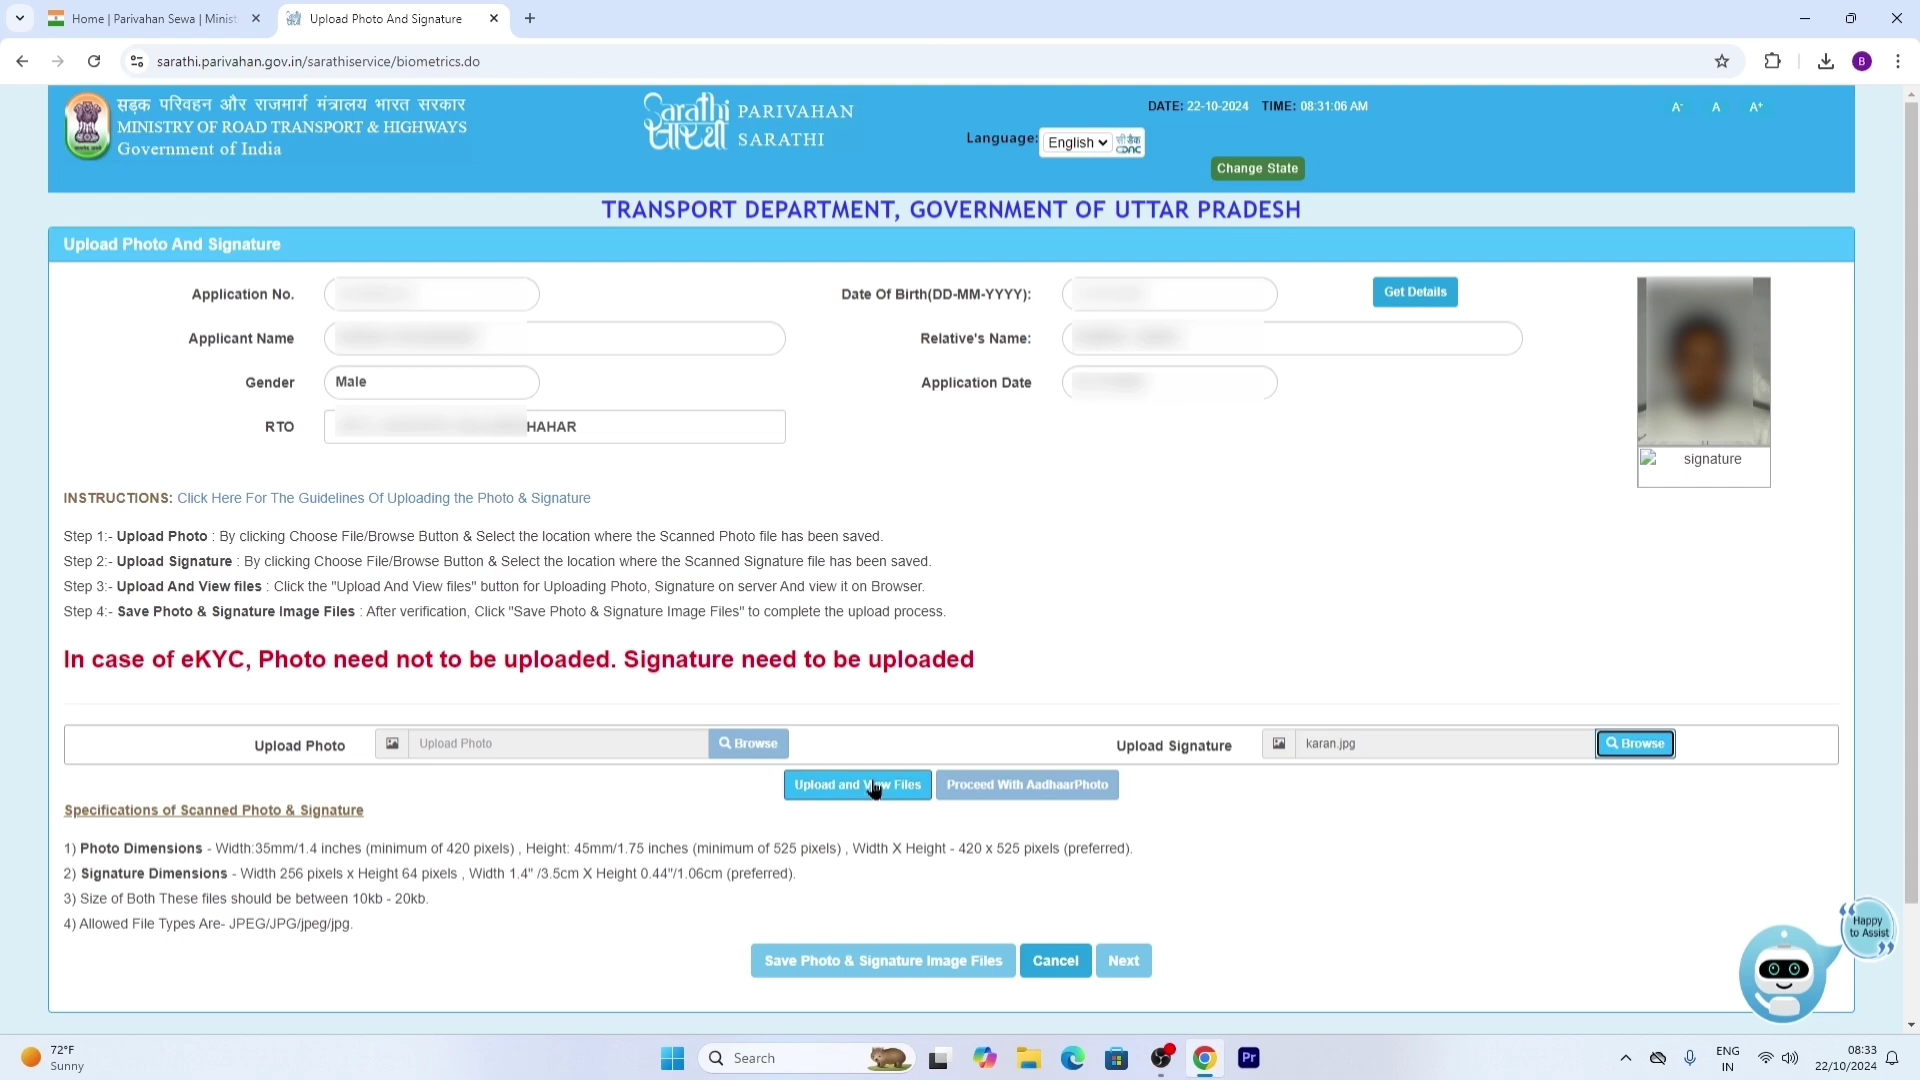 Home | Parivahan Sewa | Minist
Upload Photo And Signature
sarathi.parivahan.gov.in/sarathiservice/biometrics.do
B
सड़क परिवहन और राजमार्ग मंत्रालय भारत सरकार
MINISTRY OF ROAD TRANSPORT & HIGHWAYS
Government of India
Sarathi
सारथी
PARIVAHAN
SARATHI
DATE: 22-10-2024 TIME: 08:31:06 AM
Language: English
सी डैक
CDAC
Change State
A- A A+
TRANSPORT DEPARTMENT, GOVERNMENT OF UTTAR PRADESH
Upload Photo And Signature
Application No.
Date Of Birth(DD-MM-YYYY):
Get Details
Applicant Name
Relative's Name:
Gender Male
Application Date
RTO HAHAR
signature
INSTRUCTIONS: Click Here For The Guidelines Of Uploading the Photo & Signature
Step 1:- Upload Photo : By clicking Choose File/Browse Button & Select the location where the Scanned Photo file has been saved.
Step 2:- Upload Signature : By clicking Choose File/Browse Button & Select the location where the Scanned Signature file has been saved.
Step 3:- Upload And View files : Click the "Upload And View files" button for Uploading Photo, Signature on server And view it on Browser.
Step 4:- Save Photo & Signature Image Files : After verification, Click "Save Photo & Signature Image Files" to complete the upload process.
In case of eKYC, Photo need not to be uploaded. Signature need to be uploaded
Upload Photo Upload Photo Browse Upload Signature karan.jpg Browse
Upload and View Files Proceed With AadhaarPhoto
Specifications of Scanned Photo & Signature
1) Photo Dimensions - Width:35mm/1.4 inches (minimum of 420 pixels) , Height: 45mm/1.75 inches (minimum of 525 pixels) , Width X Height - 420 x 525 pixels (preferred).
2) Signature Dimensions - Width 256 pixels x Height 64 pixels , Width 1.4" /3.5cm X Height 0.44"/1.06cm (preferred).
3) Size of Both These files should be between 10kb - 20kb.
4) Allowed File Types Are- JPEG/JPG/jpeg/jpg.
Save Photo & Signature Image Files Cancel Next
Happy
to Assist
72°F
Sunny
Search
Pr
ENG
IN
08:33
22/10/2024